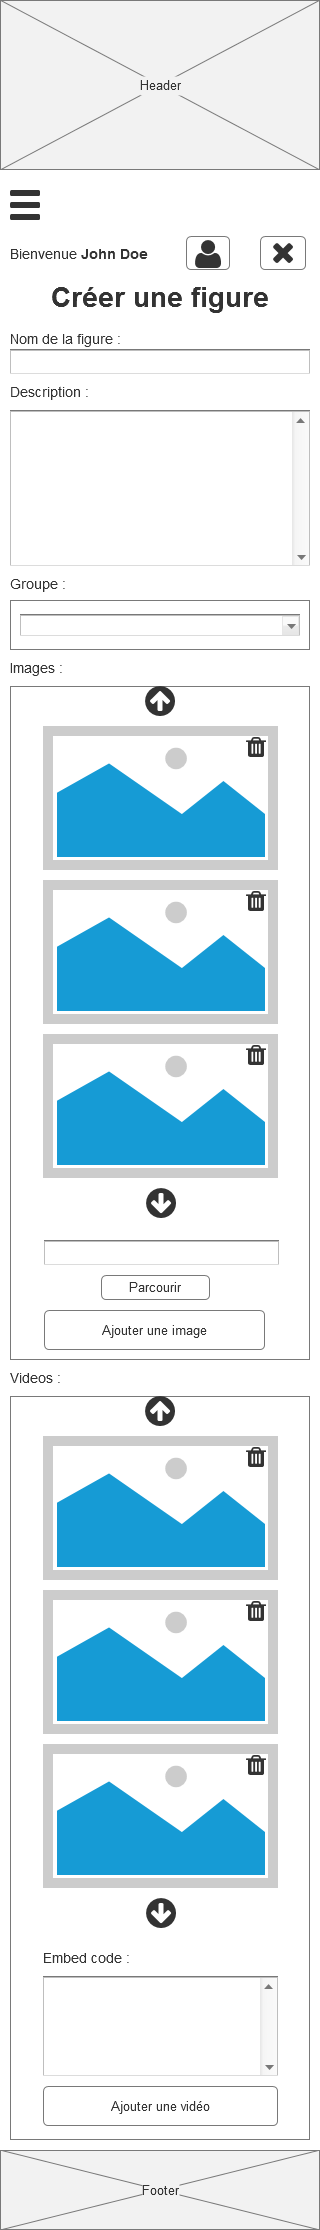 Header
Bienvenue John Doe
Créer une figure
Nom de la figure :
Description :
Groupe :
Images :
Parcourir
Ajouter une image
Videos :
Embed code :
Ajouter une vidéo
Footer